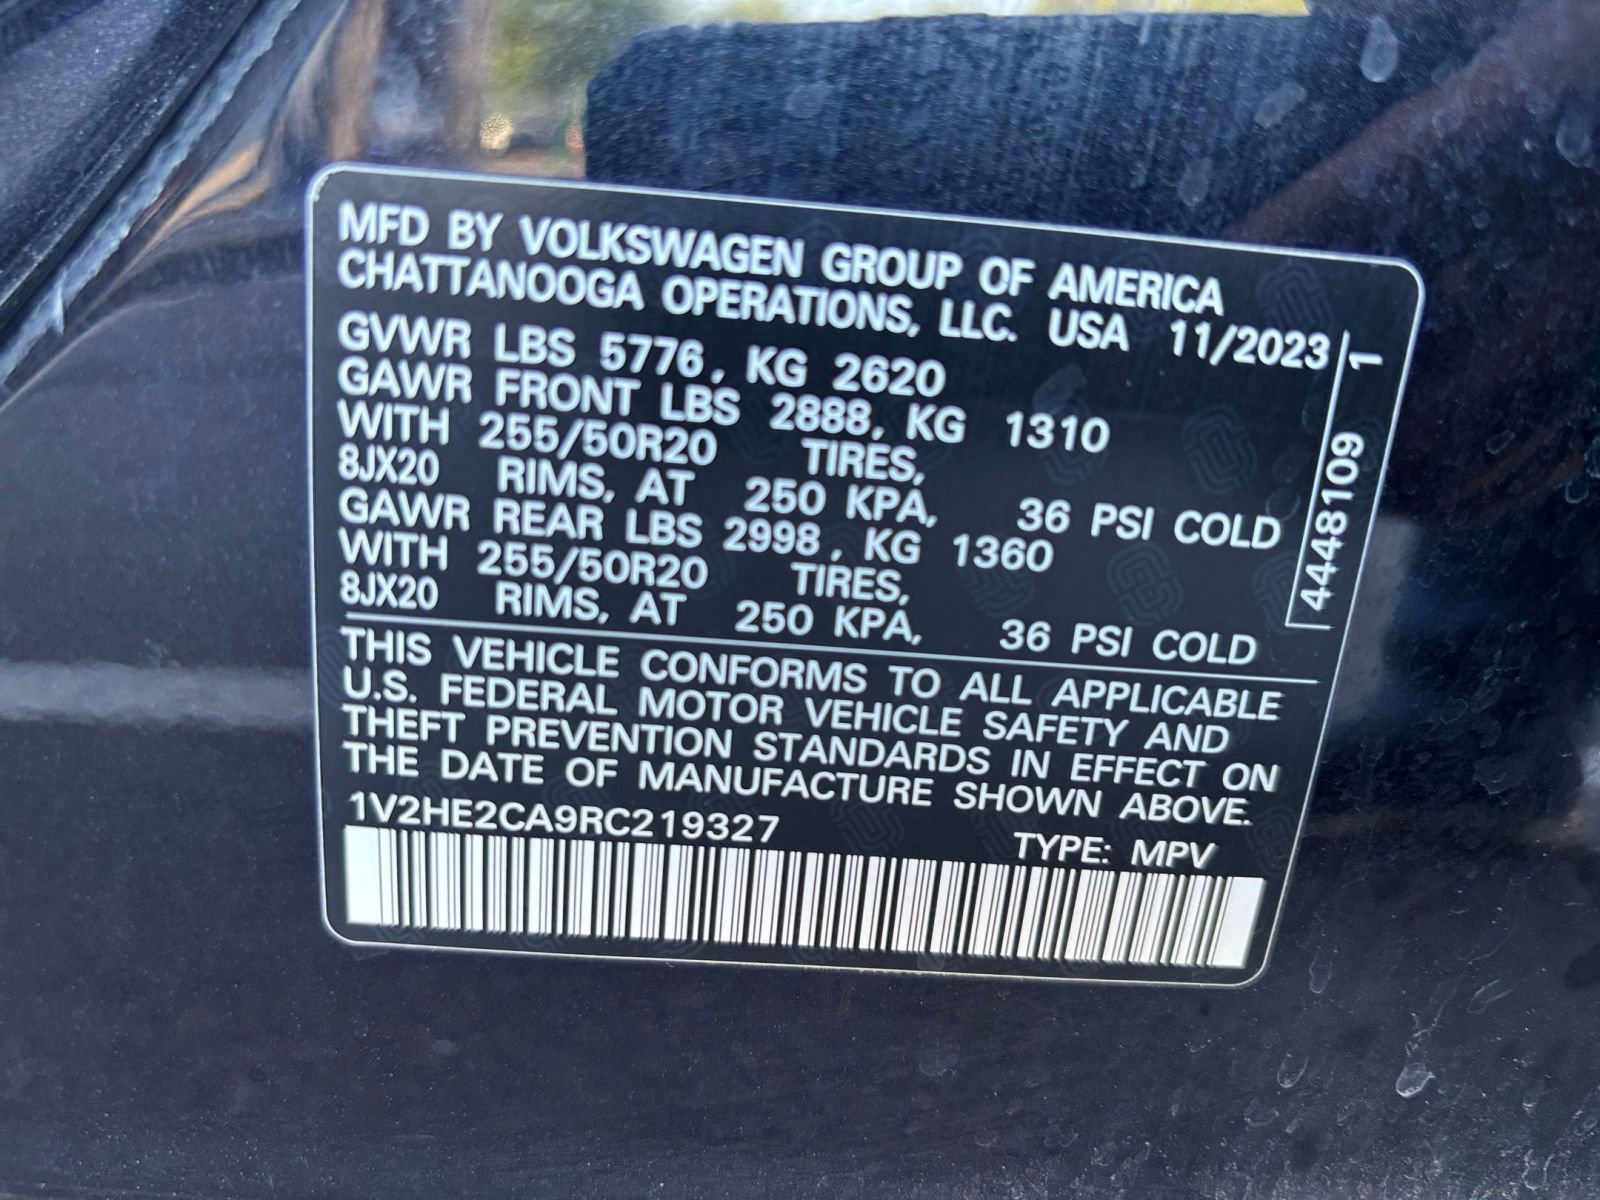 MFD BY VOLKSWAGEN GROUP OF AMERICA
CHATTANOOGA OPERATIONS, LLC. USA 11/2023
GVWR LBS 5776, KG 2620
GAWR FRONT LBS 2888, KG 1310
WITH 255/50R20 TIRES,
8JX20 RIMS, AT 250 KPA, 36 PSI COLD
GAWR REAR LBS 2998, KG 1360
WITH 255/50R20 TIRES,
8JX20 RIMS, AT 250 KPA, 36 PSI COLD
4448109 1
THIS VEHICLE CONFORMS TO ALL APPLICABLE
U.S. FEDERAL MOTOR VEHICLE SAFETY AND
THEFT PREVENTION STANDARDS IN EFFECT ON
THE DATE OF MANUFACTURE SHOWN ABOVE.
1V2HE2CA9RC219327 TYPE: MPV